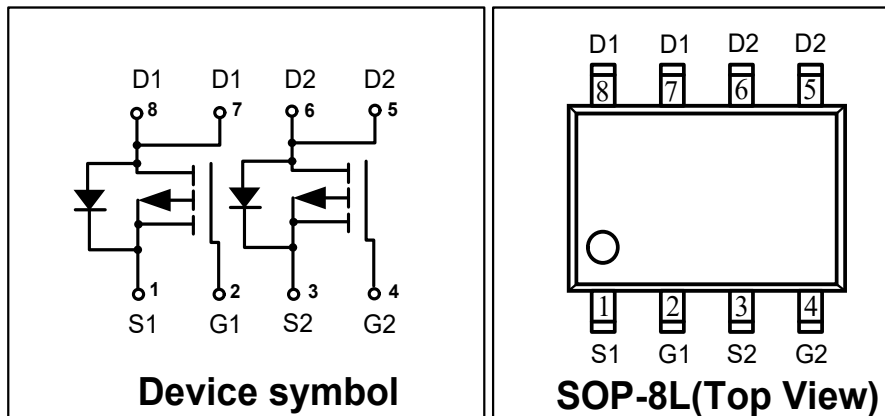 D1 D1 D2 D2
8 7 6 5
1 2 3 4
S1 G1 S2 G2
Device symbol
D1 D1 D2 D2
8 7 6 5
1 2 3 4
S1 G1 S2 G2
SOP-8L(Top View)